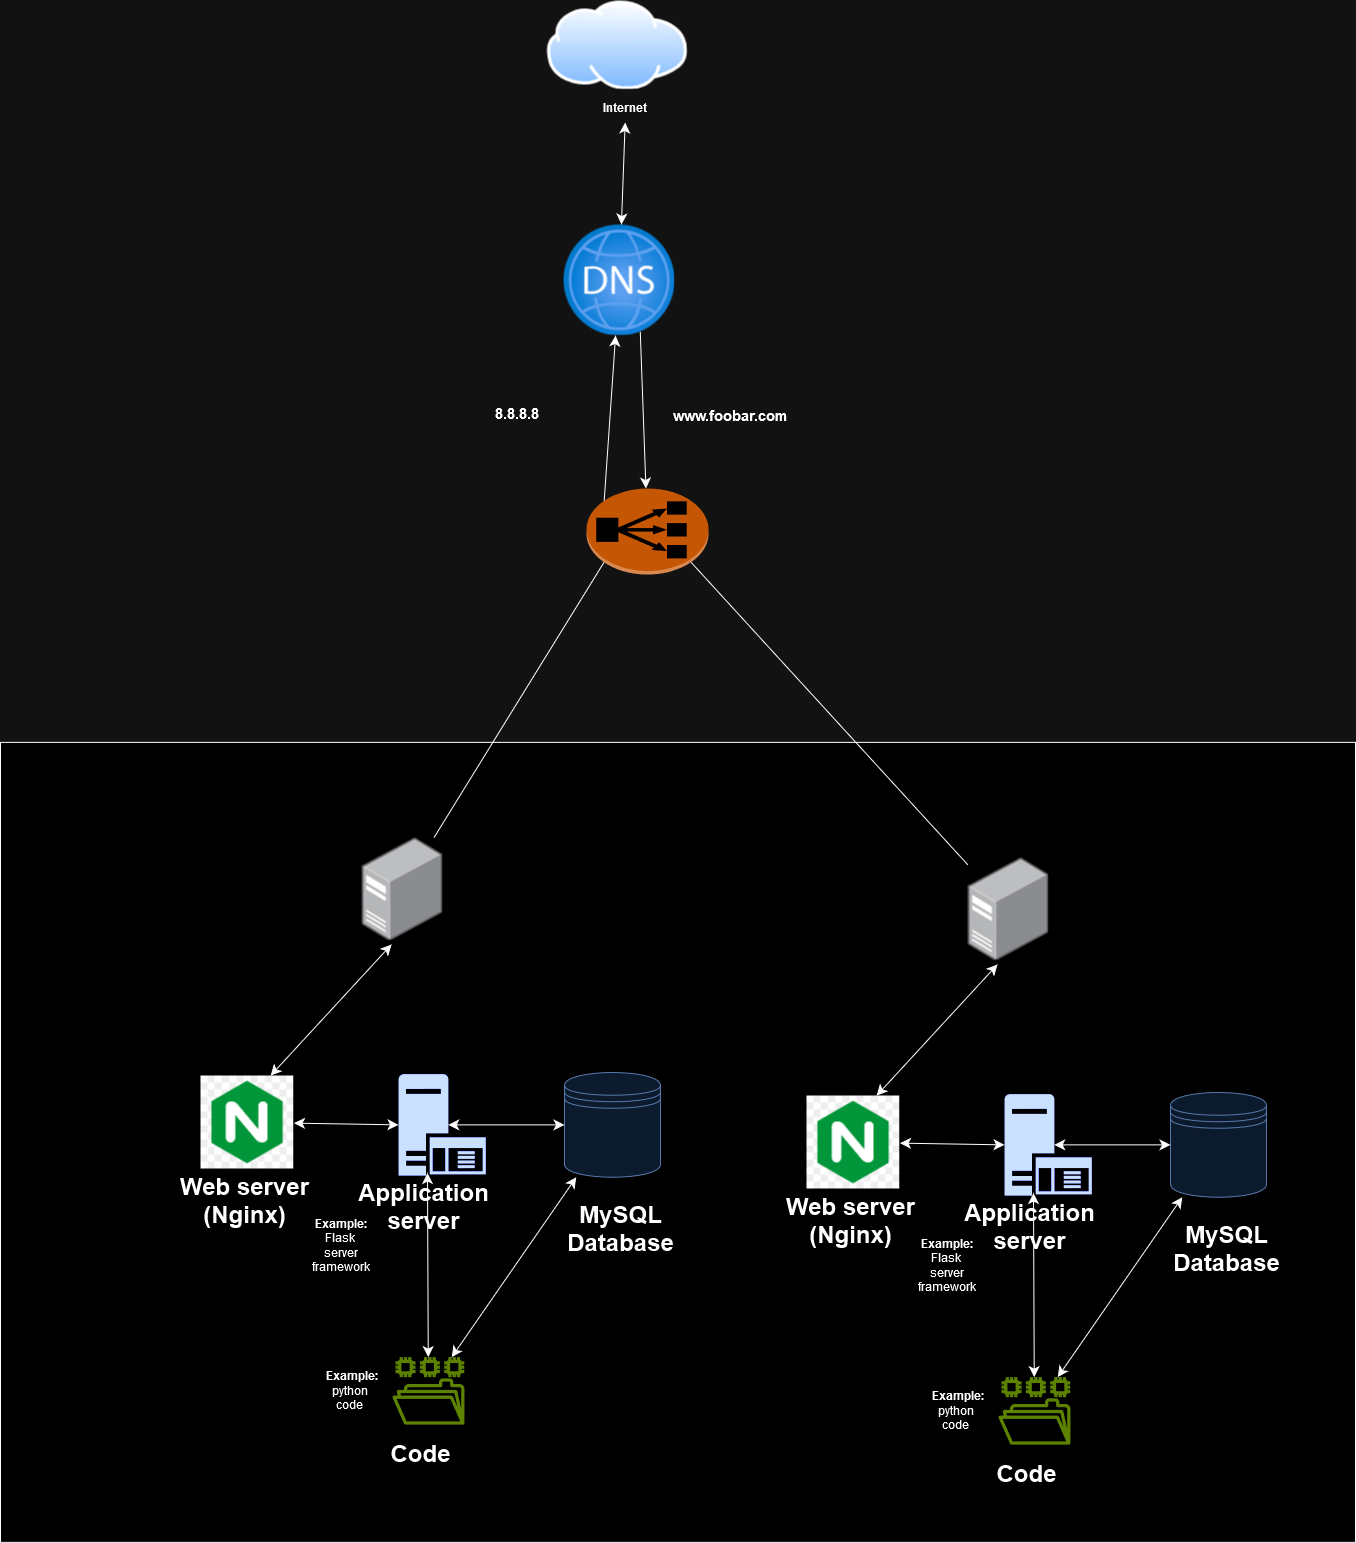 Internet
DNS
8.8.8.8
www.foobar.com
N
Web server
(Nginx)
Application
server
Example:
Flask
server
framework
MySQL
Database
Example:
python
code
Code
N
Web server
(Nginx)
Application
server
Example:
Flask
server
framework
MySQL
Database
Example:
python
code
Code